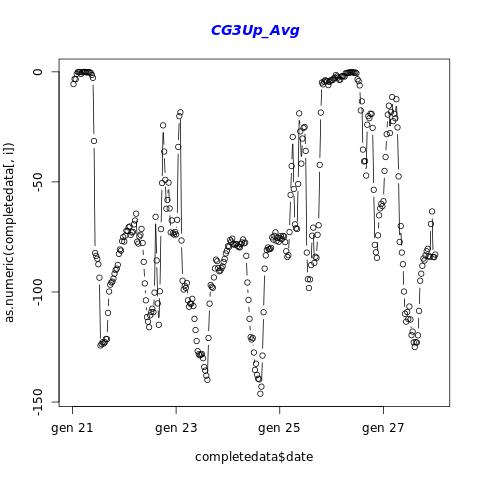 CG3Up_Avg
as.numeric(completedata[, i])
0
-50
-100
-150
gen 21
gen 23
gen 25
gen 27
completedata$date